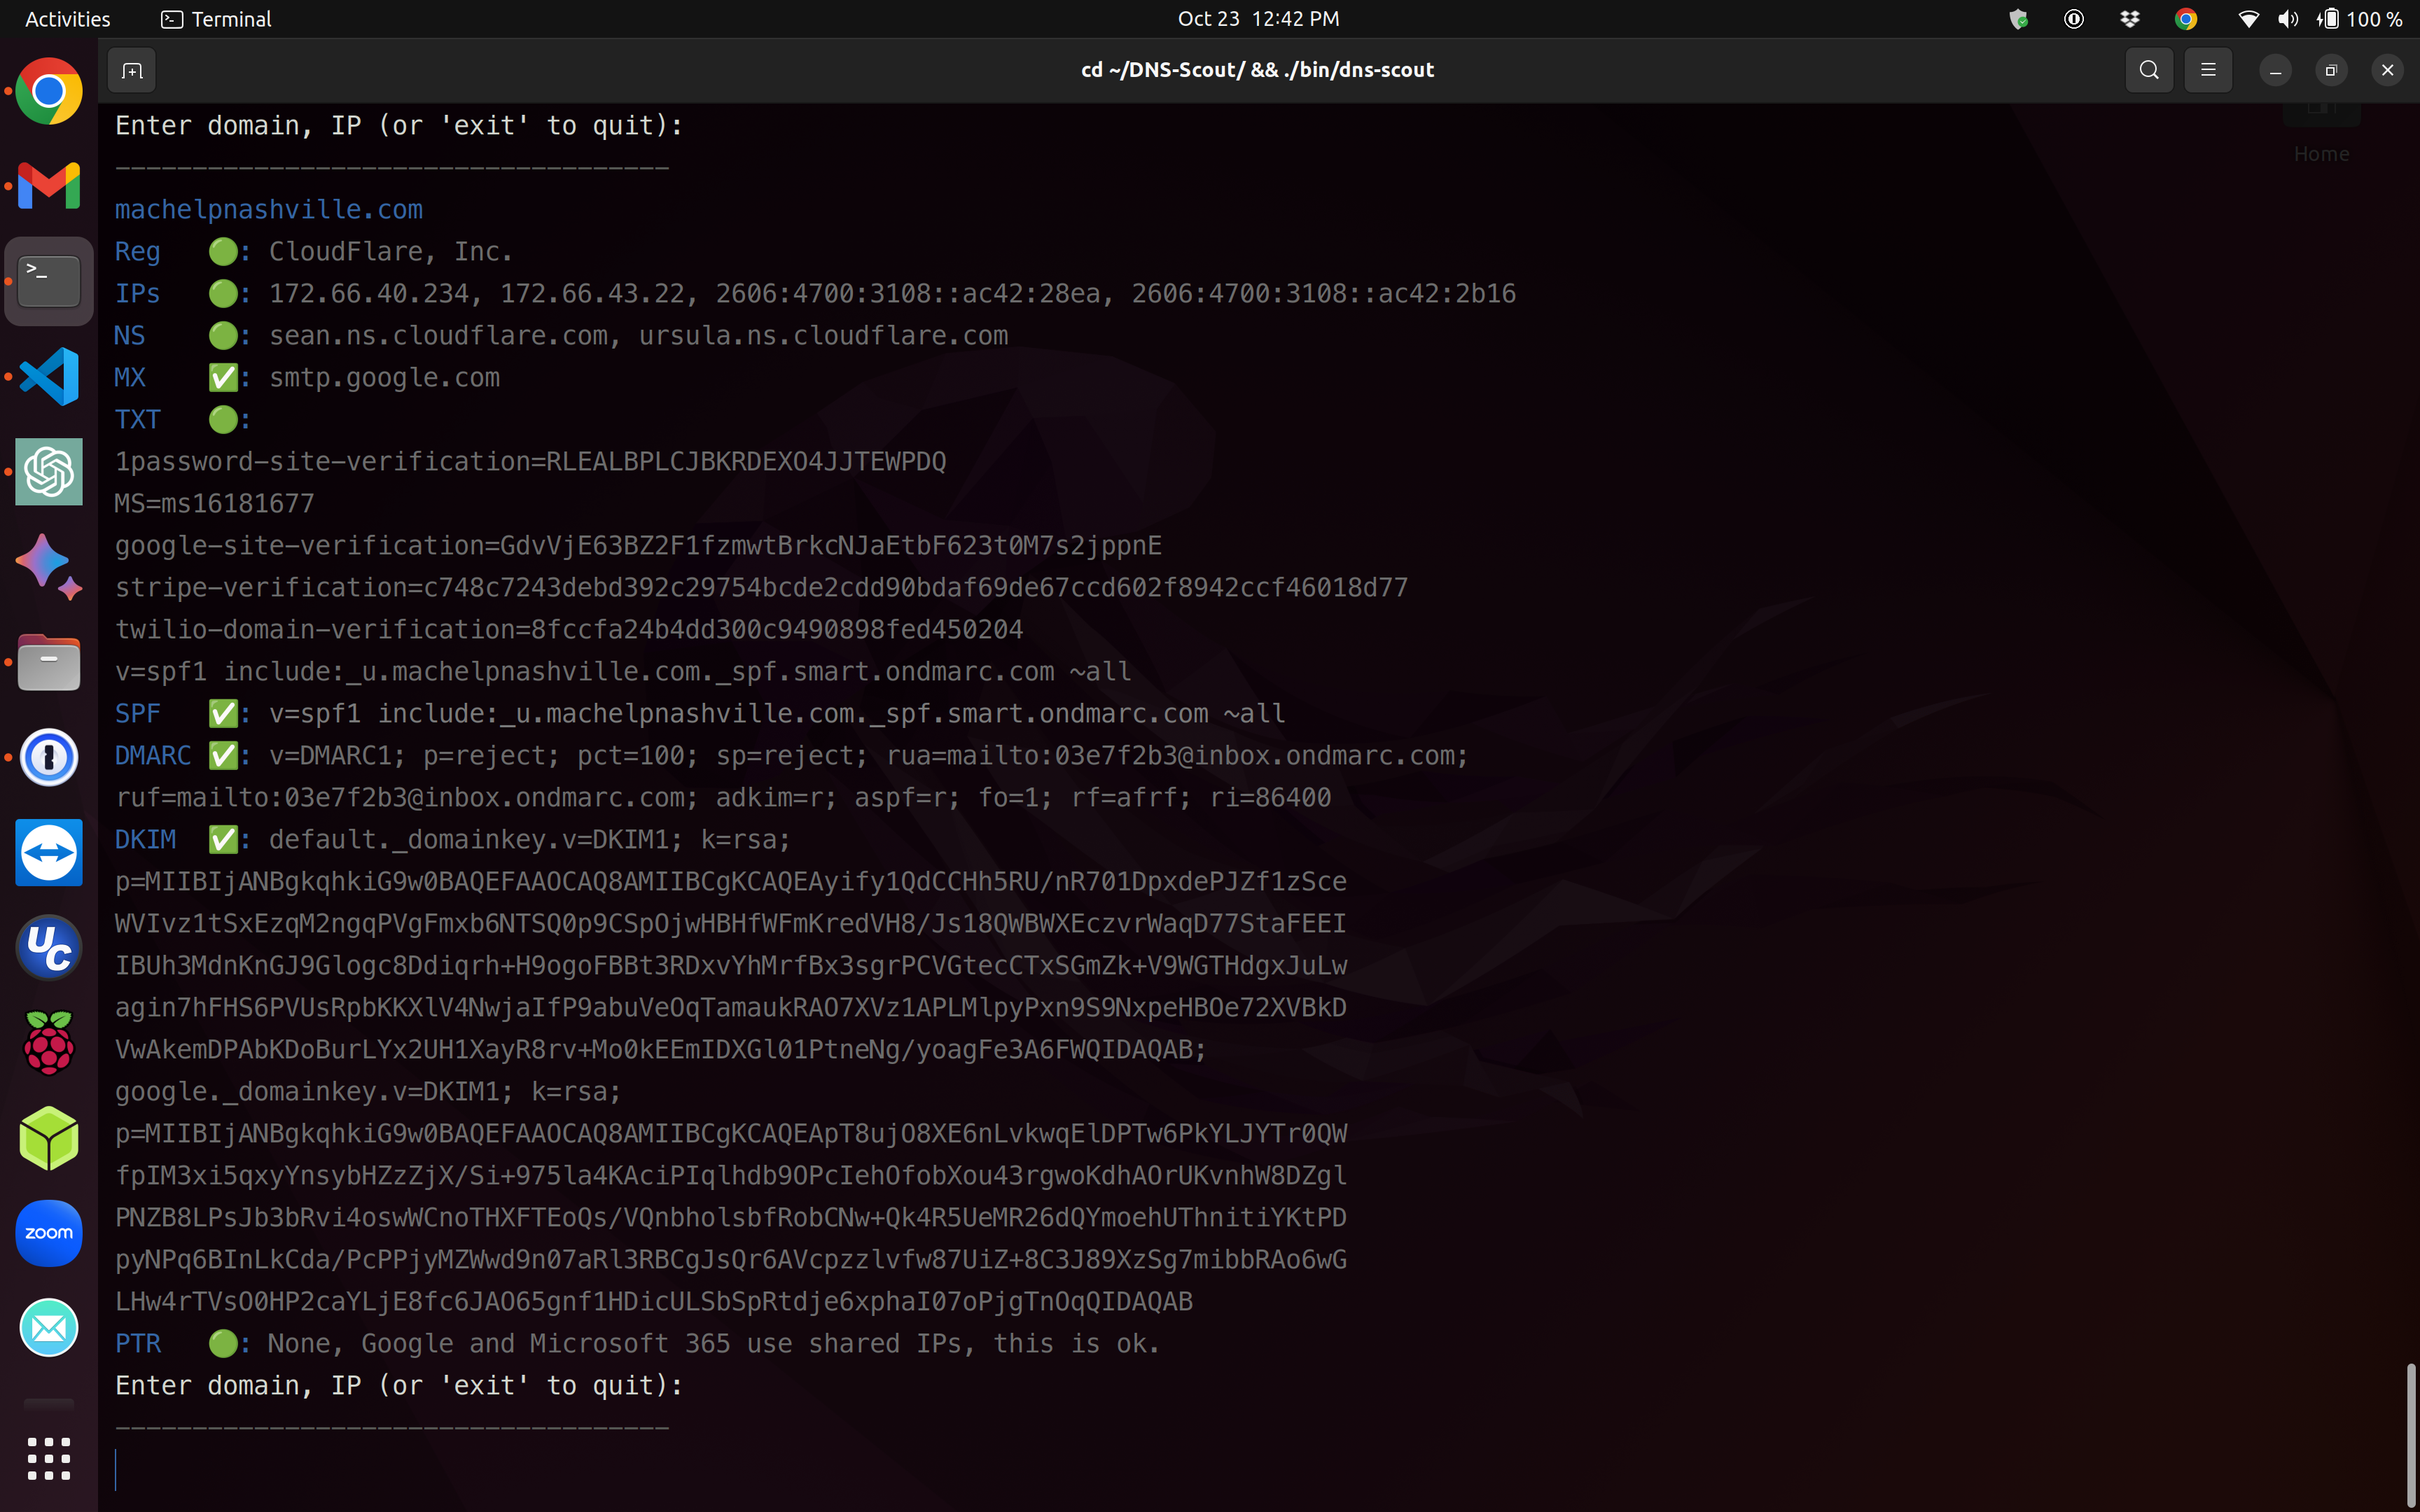 Activities
Terminal
Oct 23 12:42 PM
100 %
cd ~/DNS-Scout/ && ./bin/dns-scout
Home
Enter domain, IP (or 'exit' to quit):
------------------------------------
machelpnashville.com
Reg 🟢: CloudFlare, Inc.
IPs 🟢: 172.66.40.234, 172.66.43.22, 2606:4700:3108::ac42:28ea, 2606:4700:3108::ac42:2b16
NS 🟢: sean.ns.cloudflare.com, ursula.ns.cloudflare.com
MX ✅: smtp.google.com
TXT 🟢:
1password-site-verification=RLEALBPLCJBKRDEXO4JJTEWPDQ
MS=ms16181677
google-site-verification=GdvVjE63BZ2F1fzmwtBrkcNJaEtbF623t0M7s2jppnE
stripe-verification=c748c7243debd392c29754bcde2cdd90bdaf69de67ccd602f8942ccf46018d77
twilio-domain-verification=8fccfa24b4dd300c9490898fed450204
v=spf1 include:_u.machelpnashville.com._spf.smart.ondmarc.com ~all
SPF ✅: v=spf1 include:_u.machelpnashville.com._spf.smart.ondmarc.com ~all
DMARC ✅: v=DMARC1; p=reject; pct=100; sp=reject; rua=mailto:03e7f2b3@inbox.ondmarc.com;
ruf=mailto:03e7f2b3@inbox.ondmarc.com; adkim=r; aspf=r; fo=1; rf=afrf; ri=86400
DKIM ✅: default._domainkey.v=DKIM1; k=rsa;
p=MIIBIjANBgkqhkiG9w0BAQEFAAOCAQ8AMIIBCgKCAQEAyify1QdCCHh5RU/nR701DpxdePJZf1zSce
WVIvz1tSxEzqM2ngqPVgFmxb6NTSQ0p9CSpOjwHBHfWFmKredVH8/Js18QWBWXEczvrWaqD77StaFEEI
IBUh3MdnKnGJ9Glogc8Ddiqrh+H9ogoFBBt3RDxvYhMrfBx3sgrPCVGtecCTxSGmZk+V9WGTHdgxJuLw
agin7hFHS6PVUsRpbKKXlV4NwjaIfP9abuVeOqTamaukRAO7XVz1APLMlpyPxn9S9NxpeHBOe72XVBkD
VwAkemDPAbKDoBurLYx2UH1XayR8rv+Mo0kEEmIDXGl01PtneNg/yoagFe3A6FWQIDAQAB;
google._domainkey.v=DKIM1; k=rsa;
p=MIIBIjANBgkqhkiG9w0BAQEFAAOCAQ8AMIIBCgKCAQEApT8ujO8XE6nLvkwqElDPTw6PkYLJYTr0QW
fpIM3xi5qxyYnsybHZzZjX/Si+975la4KAciPIqlhdb9OPcIehOfobXou43rgwoKdhAOrUKvnhW8DZgl
PNZB8LPsJb3bRvi4oswWCnoTHXFTEoQs/VQnbholsbfRobCNw+Qk4R5UeMR26dQYmoehUThnitiYKtPD
pyNPq6BInLkCda/PcPPjyMZWwd9n07aRl3RBCgJsQr6AVcpzzlvfw87UiZ+8C3J89XzSg7mibbRAo6wG
LHw4rTVsO0HP2caYLjE8fc6JAO65gnf1HDicULSbSpRtdje6xphaI07oPjgTnOqQIDAQAB
PTR 🟢: None, Google and Microsoft 365 use shared IPs, this is ok.
Enter domain, IP (or 'exit' to quit):
------------------------------------
UC
zoom